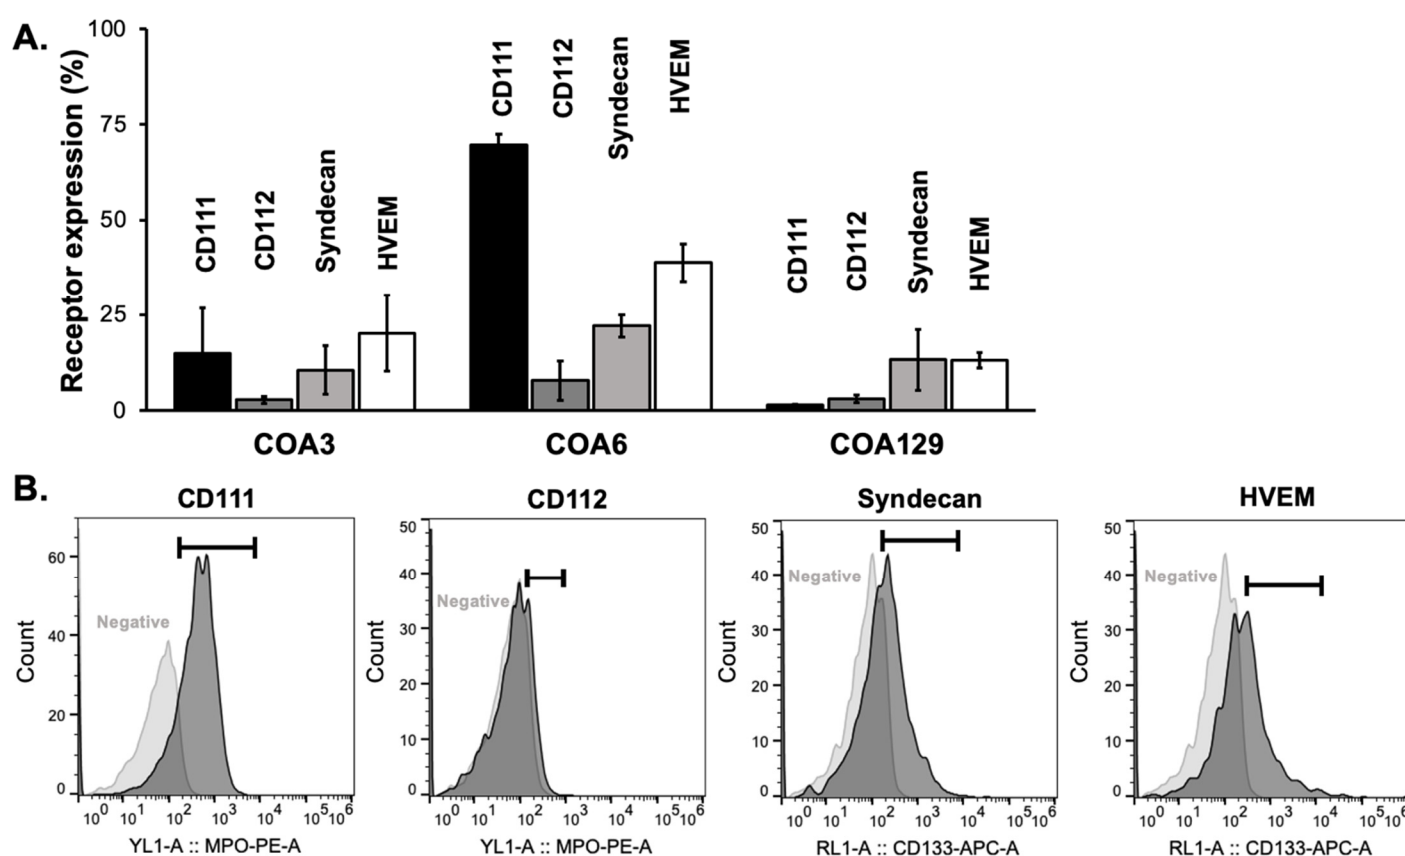 A.
Receptor expression (%)
100
75
50
25
0
CD111
CD112
Syndecan
HVEM
CD111
CD112
Syndecan
HVEM
CD111
CD112
Syndecan
HVEM
COA3 COA6 COA129
B.
CD111
Negative
Count
60
40
20
0
10^0 10^1 10^2 10^3 10^4 10^5 10^6
YL1-A :: MPO-PE-A
CD112
Negative
Count
50
40
30
20
10
0
10^0 10^1 10^2 10^3 10^4 10^5 10^6
YL1-A :: MPO-PE-A
Syndecan
Negative
Count
50
40
30
20
10
0
10^0 10^1 10^2 10^3 10^4 10^5 10^6
RL1-A :: CD133-APC-A
HVEM
Negative
Count
50
40
30
20
10
0
10^0 10^1 10^2 10^3 10^4 10^5 10^6
RL1-A :: CD133-APC-A